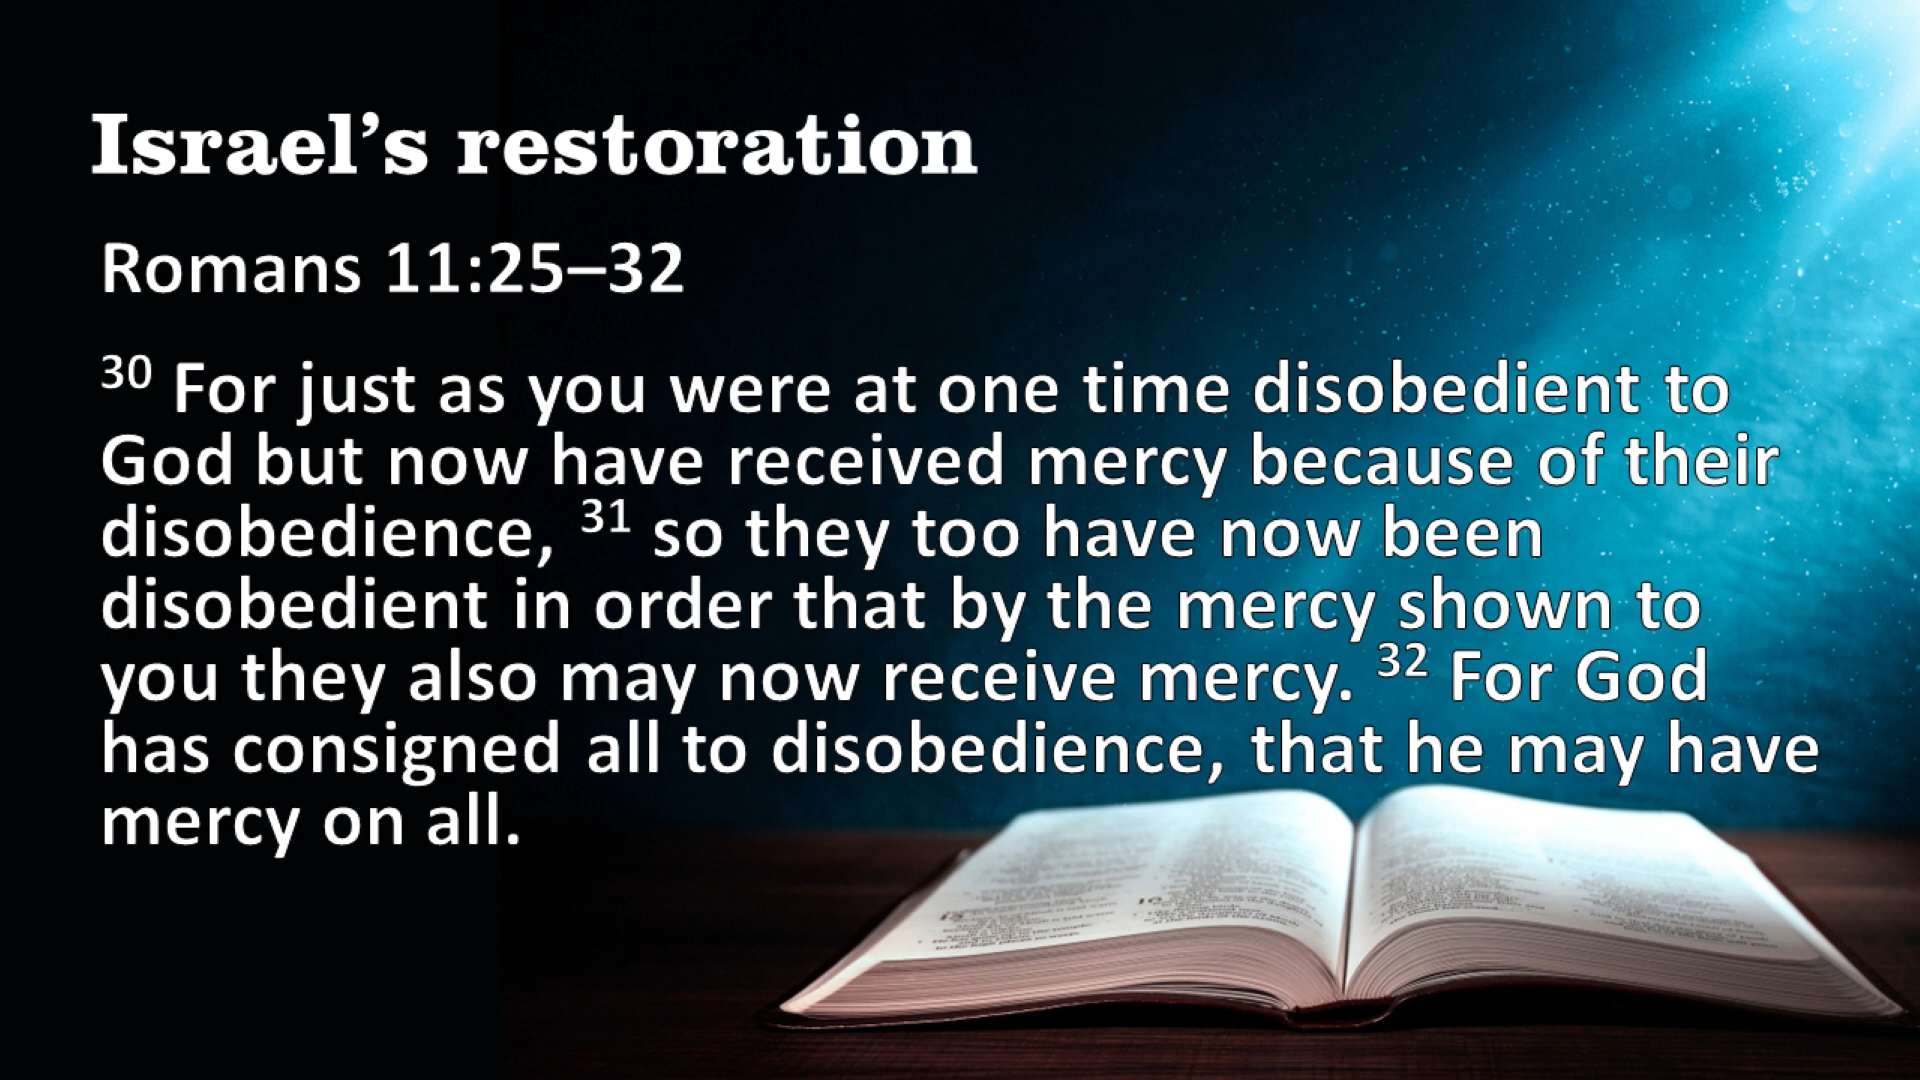 Israel’s restoration
Romans 11:25–32
30 For just as you were at one time disobedient to
God but now have received mercy because of their
disobedience, 31 so they too have now been
disobedient in order that by the mercy shown to
you they also may now receive mercy. 32 For God
has consigned all to disobedience, that he may have
mercy on all.